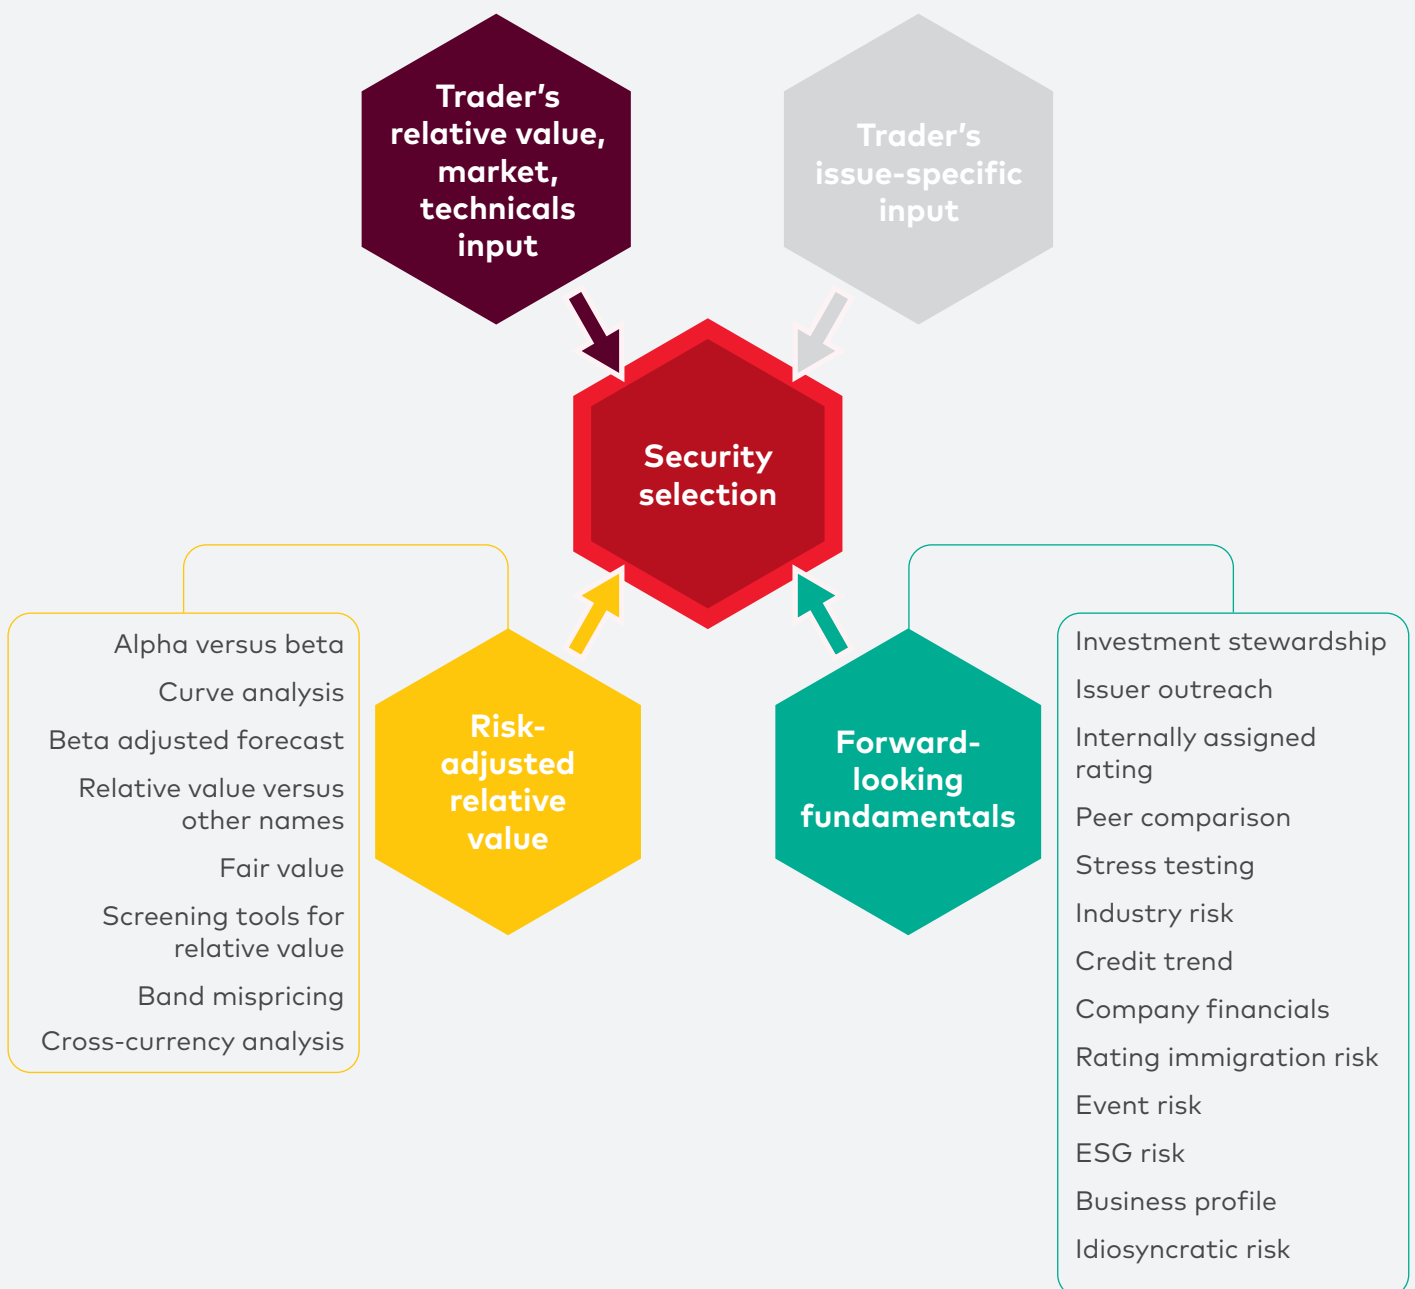 Trader’s
relative value,
market,
technicals
input
Trader’s
issue-specific
input
Security
selection
Alpha versus beta
Curve analysis
Beta adjusted forecast
Relative value versus
other names
Fair value
Screening tools for
relative value
Band mispricing
Cross-currency analysis
Risk-
adjusted
relative
value
Forward-
looking
fundamentals
Investment stewardship
Issuer outreach
Internally assigned
rating
Peer comparison
Stress testing
Industry risk
Credit trend
Company financials
Rating immigration risk
Event risk
ESG risk
Business profile
Idiosyncratic risk